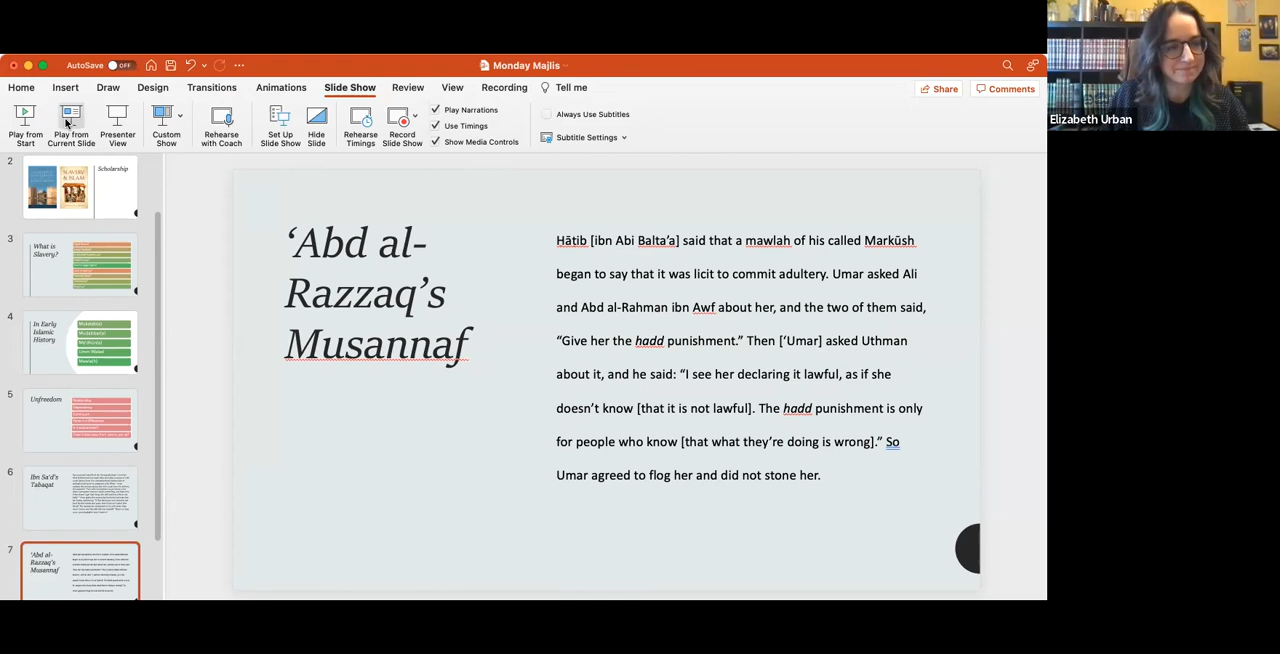 AutoSave OFF
Monday Majlis
Home Insert Draw Design Transitions Animations Slide Show Review View Recording Tell me
Share Comments
Play from Start
Play from Current Slide
Presenter View
Custom Show
Rehearse with Coach
Set Up Slide Show
Hide Slide
Rehearse Timings
Record Slide Show
Play Narrations
Use Timings
Show Media Controls
Always Use Subtitles
Subtitle Settings
Elizabeth Urban
2
SLAVERY & ISLAM
Scholarship
3
What is
Slavery?
4
In Early
Islamic
History
5
Unfreedom
6
Ibn Sa'd's
Tabaqat
7
'Abd al-
Razzaq's
Musannaf
‘Abd al-
Razzaq’s
Musannaf
Hātib [ibn Abi Balta’a] said that a mawlah of his called Markūsh
began to say that it was licit to commit adultery. Umar asked Ali
and Abd al-Rahman ibn Awf about her, and the two of them said,
“Give her the hadd punishment.” Then [‘Umar] asked Uthman
about it, and he said: “I see her declaring it lawful, as if she
doesn’t know [that it is not lawful]. The hadd punishment is only
for people who know [that what they’re doing is wrong].” So
Umar agreed to flog her and did not stone her.